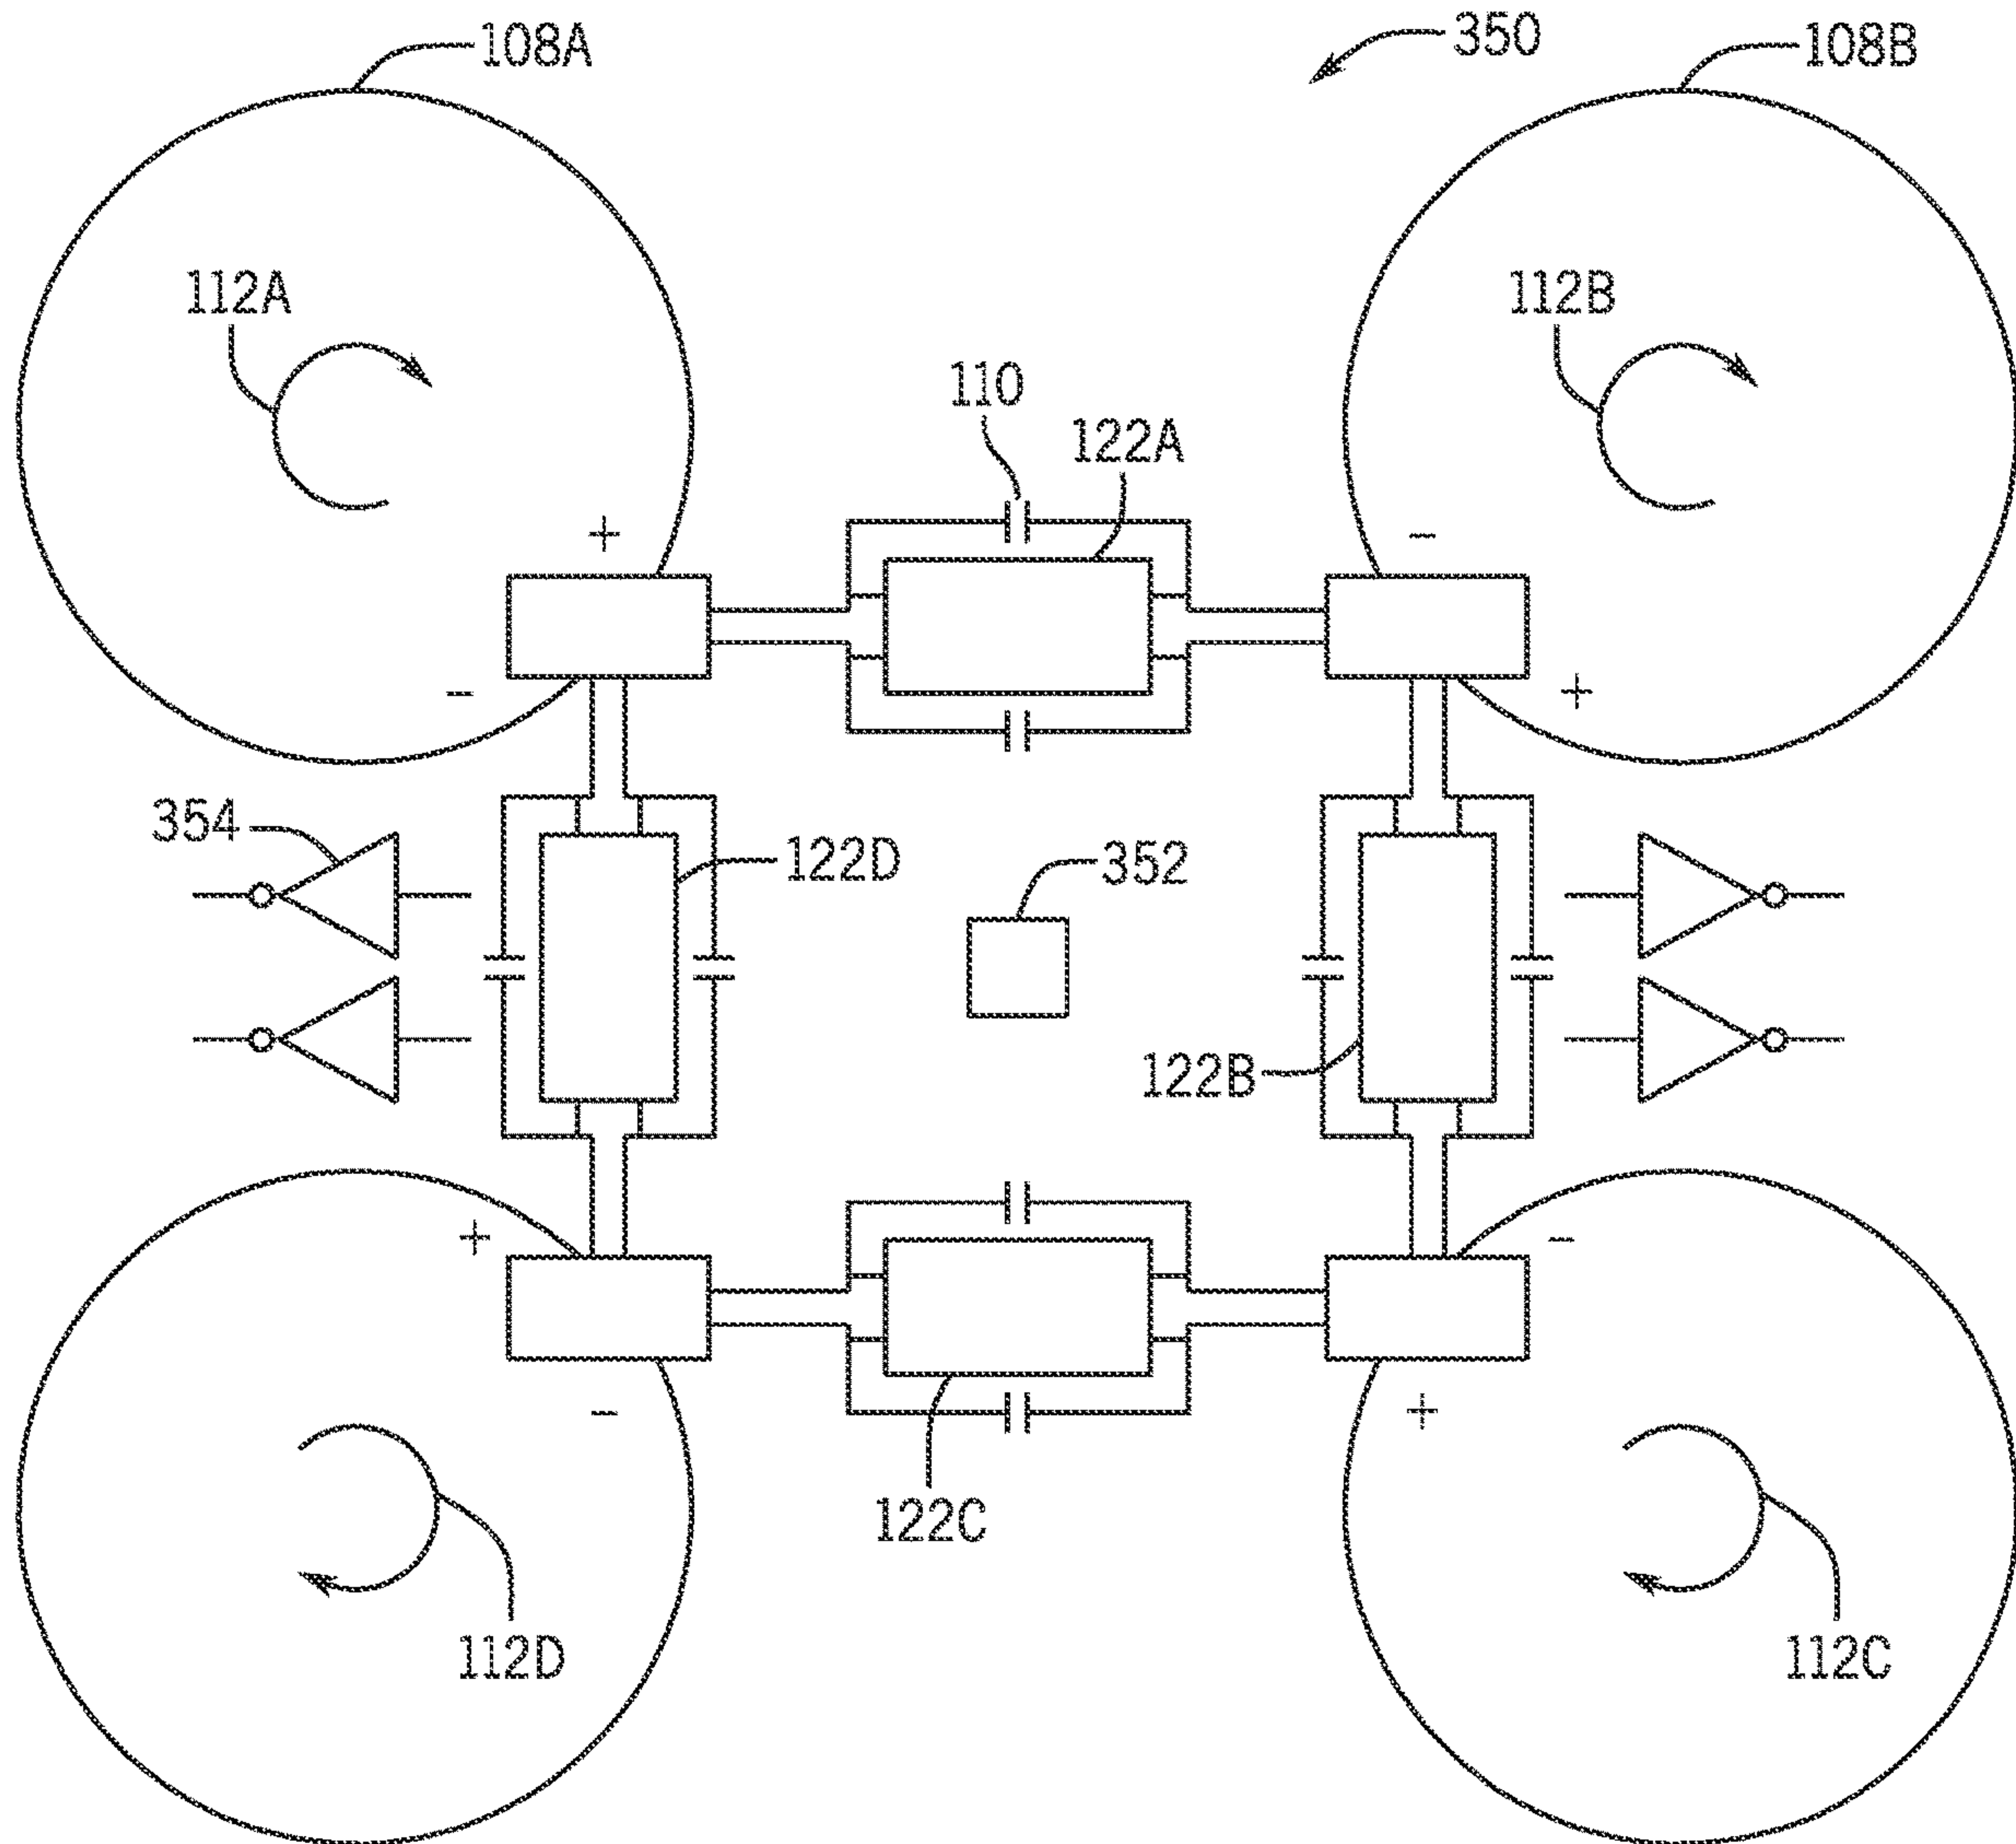 108A
350
108B
112A
112B
110
122A
+
-
-
+
354
122D
352
122B
+
-
-
+
122C
112D
112C